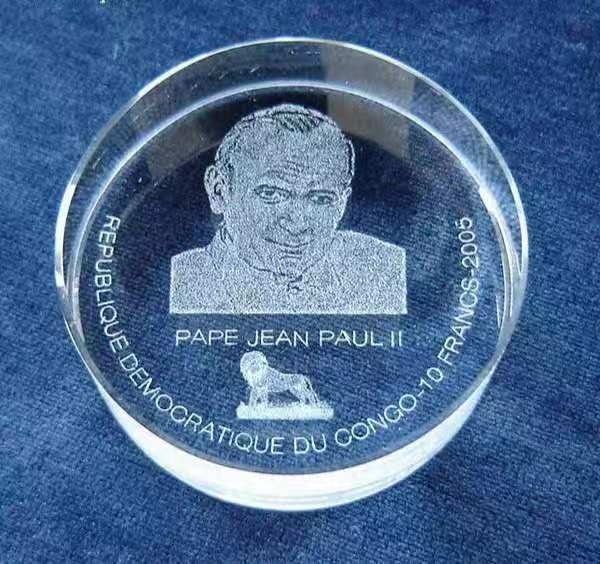 PAPE JEAN PAUL II
REPUBLIQUE DEMOCRATIQUE DU CONGO-10 FRANCS-2005